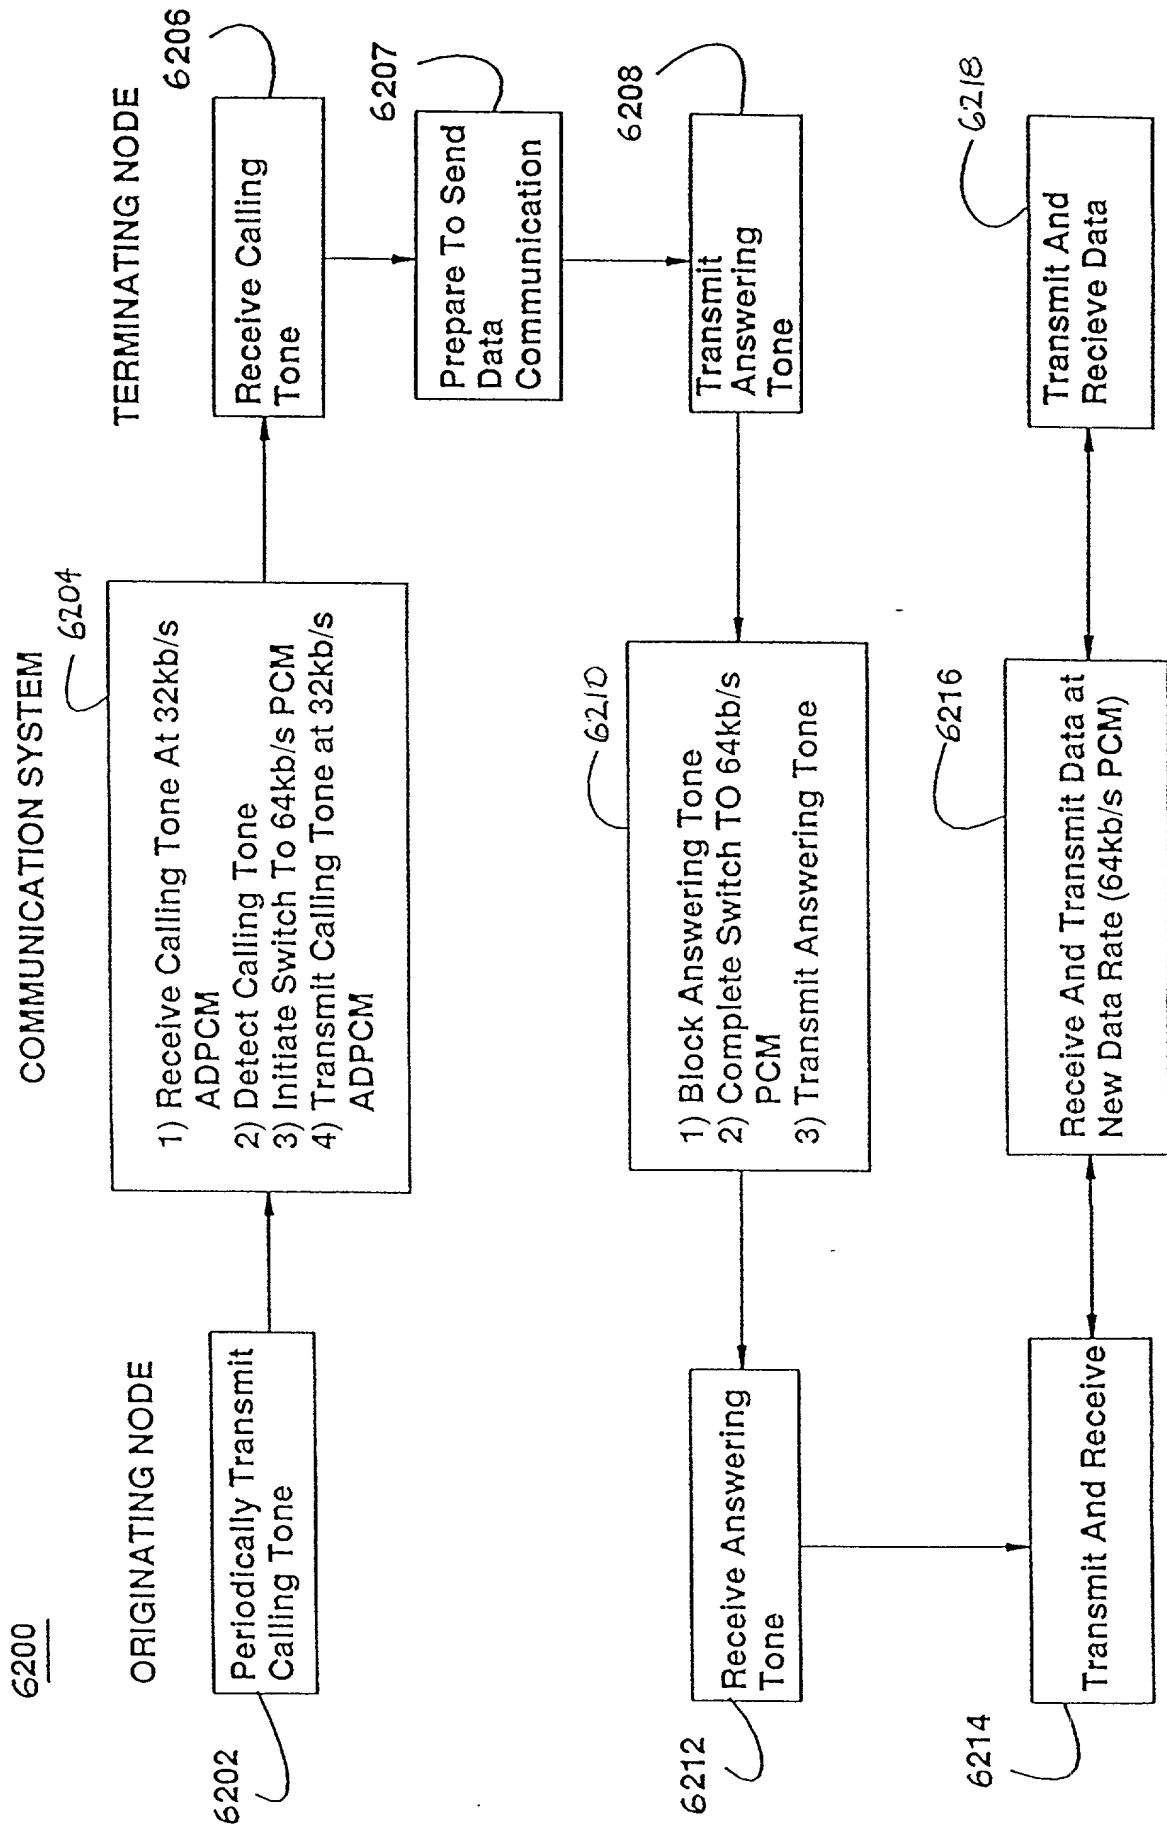 6200
ORIGINATING NODE
COMMUNICATION SYSTEM
TERMINATING NODE
6202
Periodically Transmit
Calling Tone
6204
1) Receive Calling Tone At 32kb/s
ADPCM
2) Detect Calling Tone
3) Initiate Switch To 64kb/s PCM
4) Transmit Calling Tone at 32kb/s
ADPCM
6206
Receive Calling
Tone
6207
Prepare To Send
Data
Communication
6208
Transmit
Answering
Tone
6210
1) Block Answering Tone
2) Complete Switch TO 64kb/s
PCM
3) Transmit Answering Tone
6212
Receive Answering
Tone
6214
Transmit And Receive
6216
Receive And Transmit Data at
New Data Rate (64kb/s PCM)
6218
Transmit And
Recieve Data